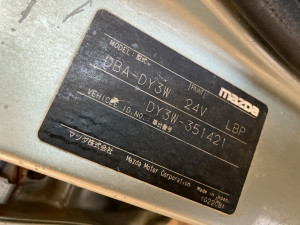 MODEL:型式 mazda
DBA-DY3W PAINT 24V LBP
VEHICLE ID.NO. 車台番号 DY3W-351421
マツダ株式会社
Mazda Motor Corporation
Made in Japan